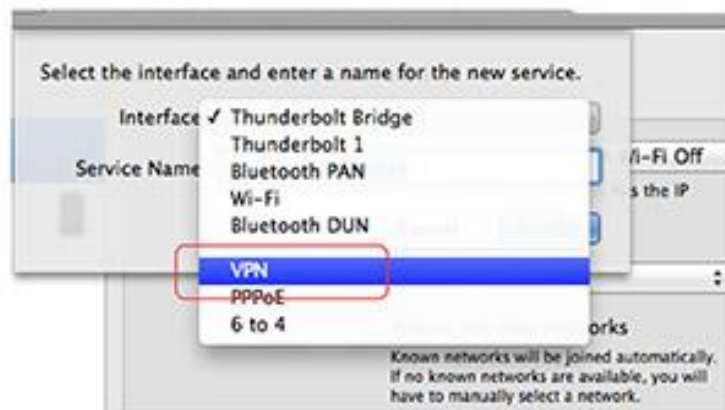 Select the interface and enter a name for the new service.
Interface ✓ Thunderbolt Bridge
Thunderbolt 1
Service Name
Bluetooth PAN
Wi-Fi
Bluetooth DUN
VPN
PPPoE
6 to 4
Wi-Fi Off
s the IP
orks
Known networks will be joined automatically.
If no known networks are available, you will
have to manually select a network.